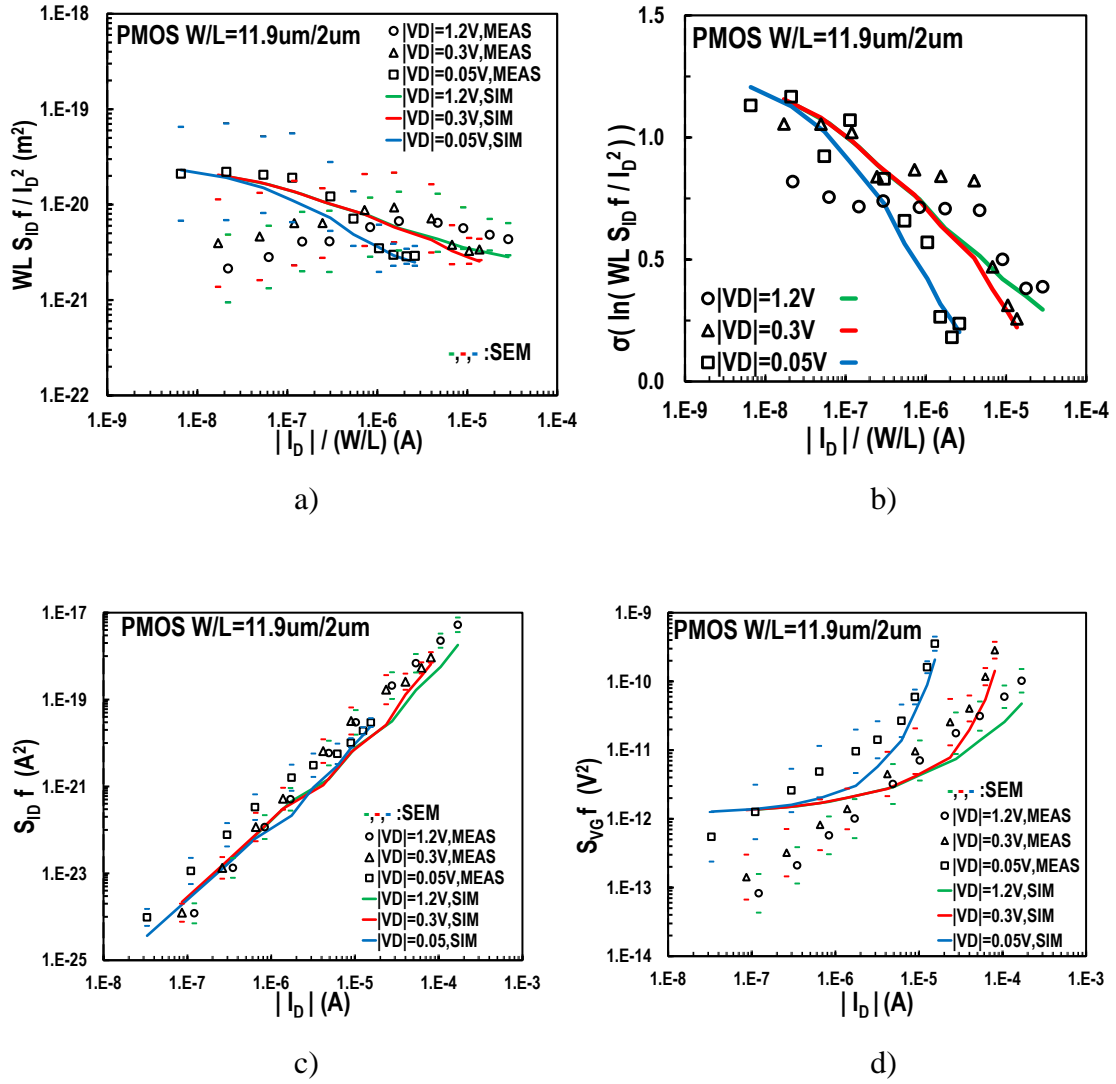 PMOS W/L=11.9um/2um
|VD|=1.2V,MEAS
|VD|=0.3V,MEAS
|VD|=0.05V,MEAS
|VD|=1.2V,SIM
|VD|=0.3V,SIM
|VD|=0.05V,SIM
-,-,- :SEM
WL S_ID f / I_D² (m²)
1.E-18
1.E-19
1.E-20
1.E-21
1.E-22
1.E-9 1.E-8 1.E-7 1.E-6 1.E-5 1.E-4
| I_D | / (W/L) (A)
a)
PMOS W/L=11.9um/2um
σ( ln( WL S_ID f / I_D² ) )
1.5
1.0
0.5
0.0
|VD|=1.2V
|VD|=0.3V
|VD|=0.05V
1.E-9 1.E-8 1.E-7 1.E-6 1.E-5 1.E-4
| I_D | / (W/L) (A)
b)
PMOS W/L=11.9um/2um
S_ID f (A²)
1.E-17
1.E-19
1.E-21
1.E-23
1.E-25
-,-,- :SEM
|VD|=1.2V,MEAS
|VD|=0.3V,MEAS
|VD|=0.05V,MEAS
|VD|=1.2V,SIM
|VD|=0.3V,SIM
|VD|=0.05,SIM
1.E-8 1.E-7 1.E-6 1.E-5 1.E-4 1.E-3
| I_D | (A)
c)
PMOS W/L=11.9um/2um
S_VG f (V²)
1.E-9
1.E-10
1.E-11
1.E-12
1.E-13
1.E-14
-,-,- :SEM
|VD|=1.2V,MEAS
|VD|=0.3V,MEAS
|VD|=0.05V,MEAS
|VD|=1.2V,SIM
|VD|=0.3V,SIM
|VD|=0.05V,SIM
1.E-8 1.E-7 1.E-6 1.E-5 1.E-4 1.E-3
| I_D | (A)
d)